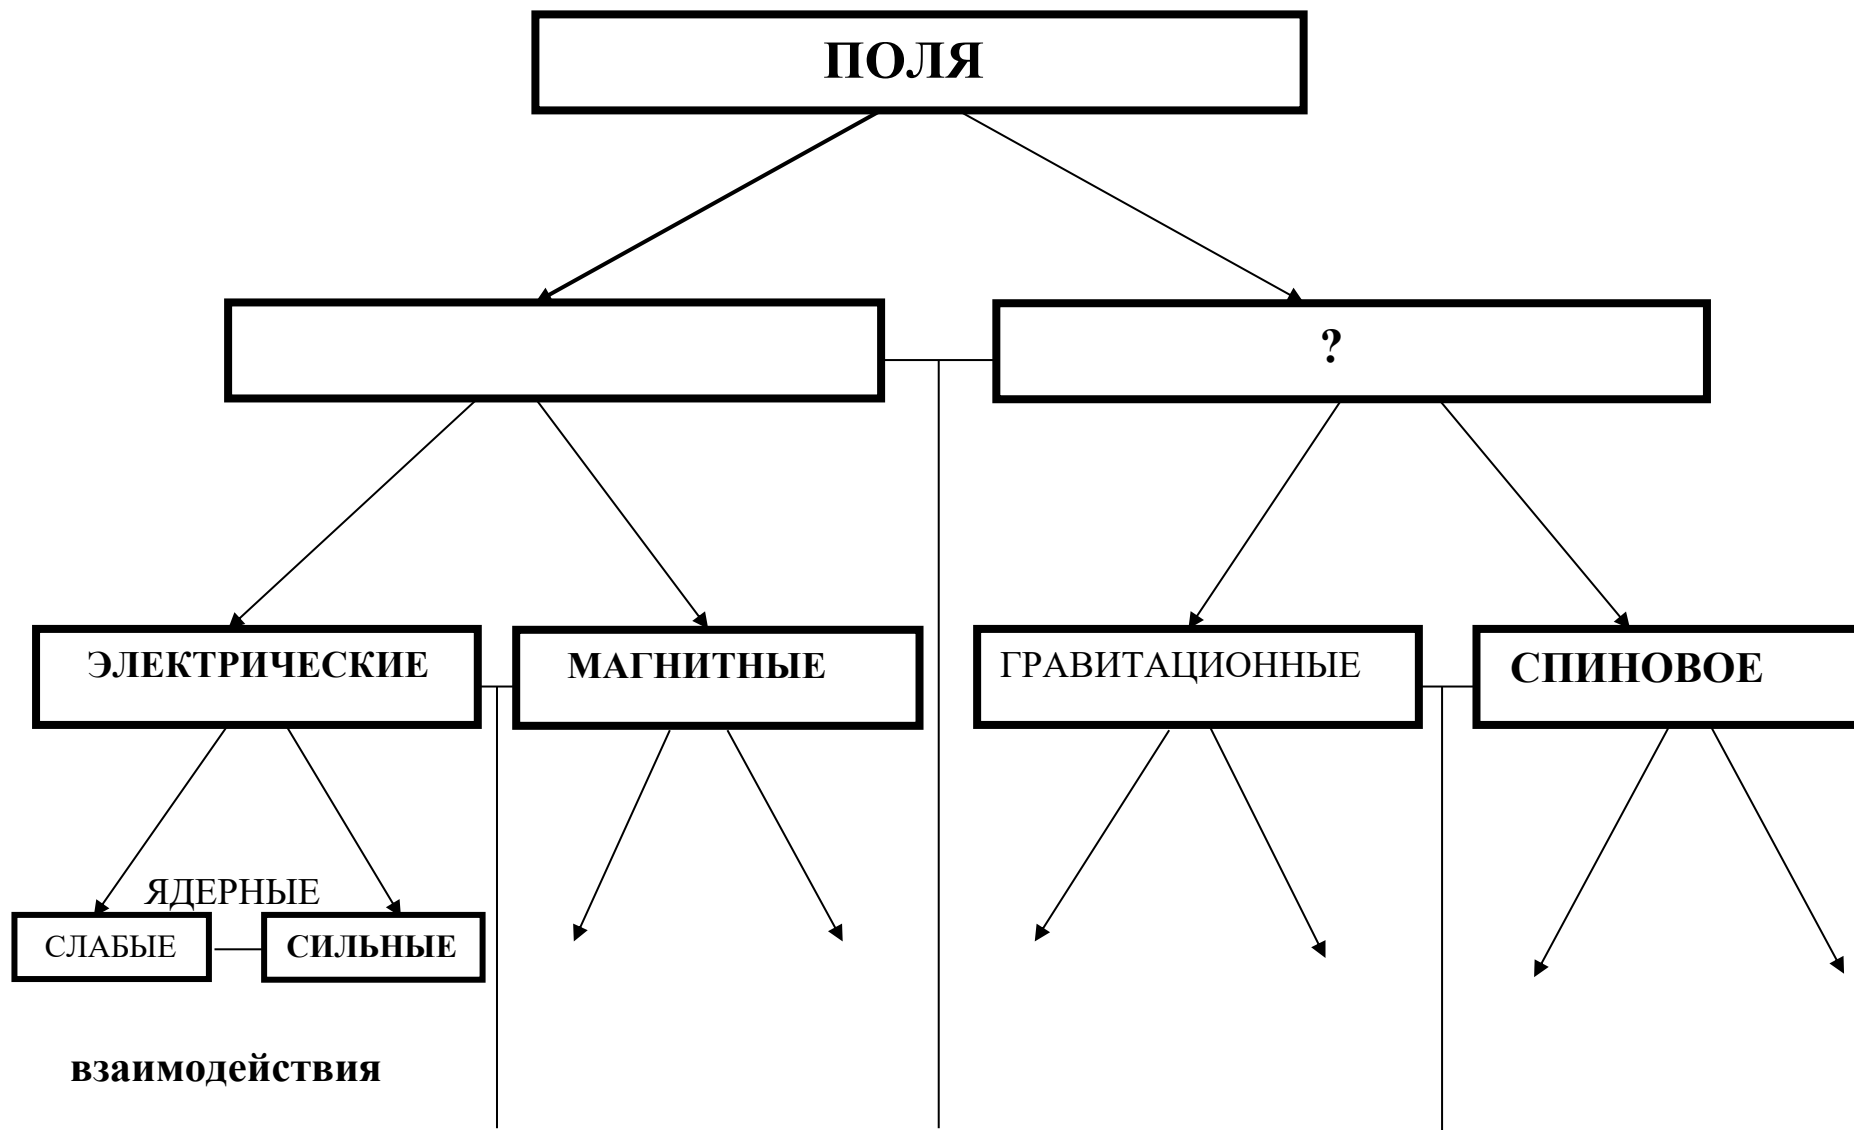 ПОЛЯ
?
ЭЛЕКТРИЧЕСКИЕ
МАГНИТНЫЕ
ГРАВИТАЦИОННЫЕ
СПИНОВОЕ
ЯДЕРНЫЕ
СЛАБЫЕ
СИЛЬНЫЕ
взаимодействия